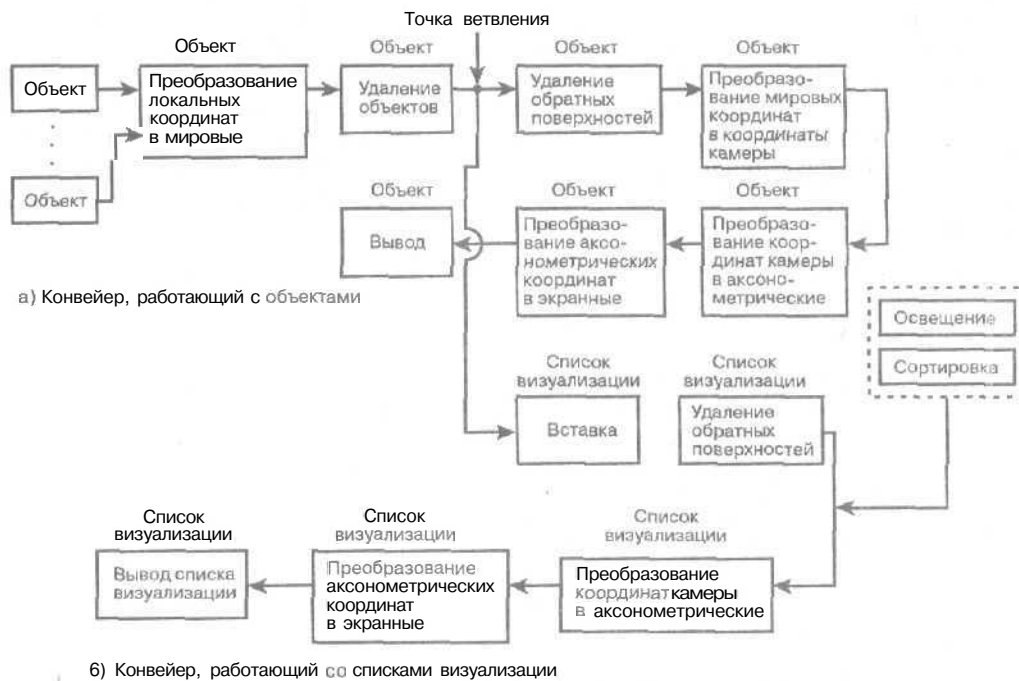 Точка ветвления
Объект
Объект
Объект
Объект
Объект
Преобразование
локальных
координат
в мировые
Удаление
объектов
Удаление
обратных
поверхностей
Преобразо-
вание мировых
координат
в координаты
камеры
Объект
Объект
Объект
Объект
Вывод
Преобразо-
вание аксо-
нометрических
координат
в экранные
Преобразо-
вание коор-
динат камеры
в аксоно-
метрические
а) Конвейер, работающий с объектами
Освещение
Сортировка
Список
визуализации
Список
визуализации
Вставка
Удаление
обратных
поверхностей
Список
визуализации
Список
визуализации
Список
визуализации
Вывод списка
визуализации
Преобразование
аксонометрических
координат
в экранные
Преобразование
координат камеры
в аксонометрические
б) Конвейер, работающий со списками визуализации